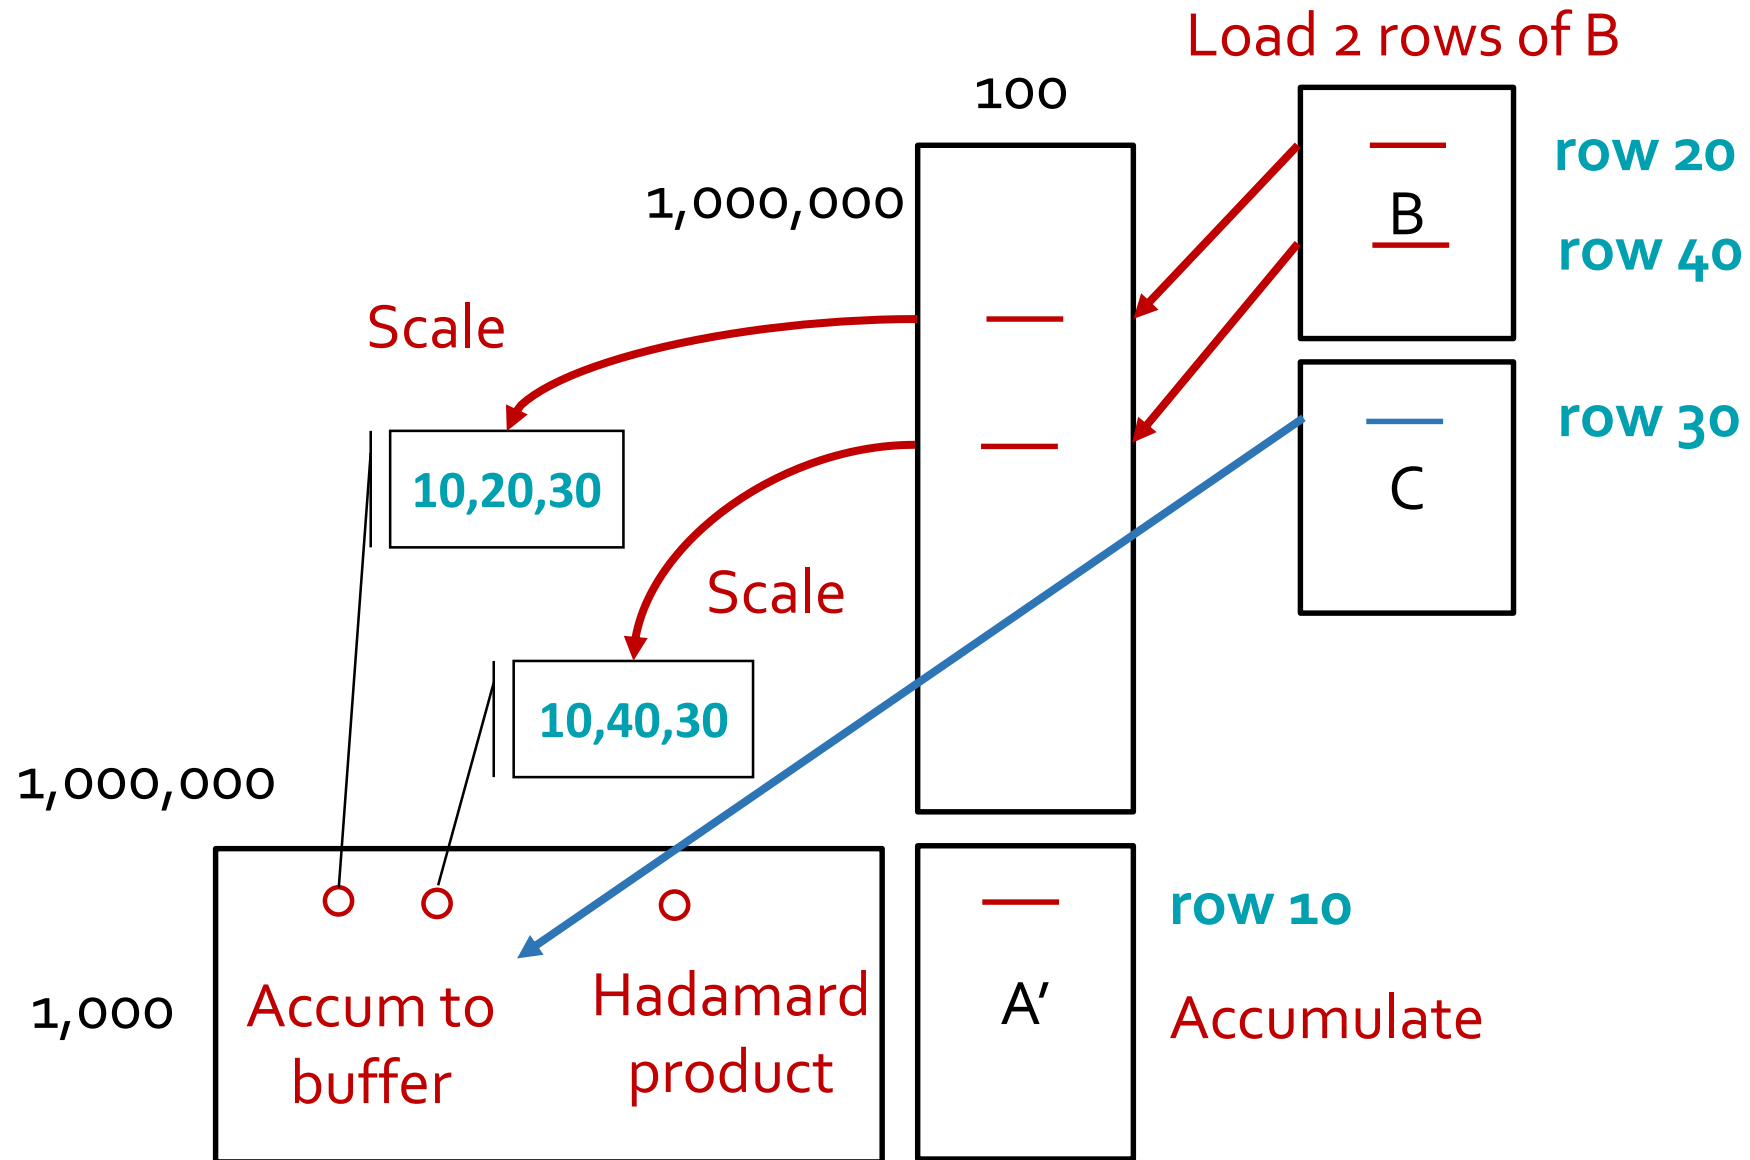 Load 2 rows of B
100
row 20
1,000,000
B
row 40
Scale
row 30
10,20,30
C
Scale
10,40,30
1,000,000
row 10
1,000
Accum to
buffer
Hadamard
product
A′
Accumulate